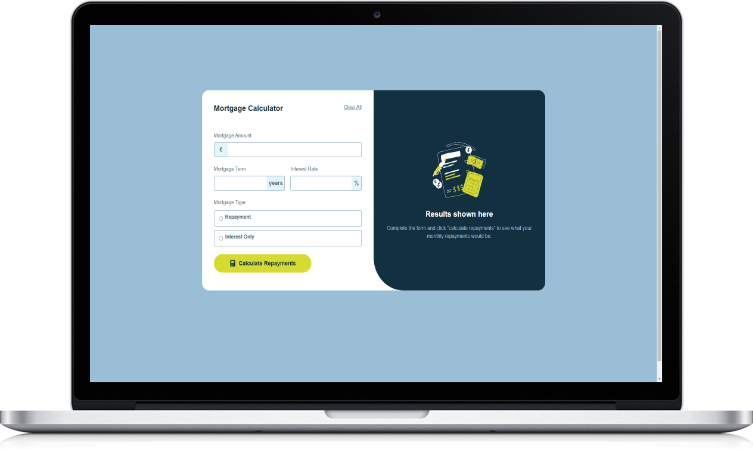 Mortgage Calculator
Clear All
Mortgage Amount
£
Mortgage Term
Interest Rate
years
%
Mortgage Type
Repayment
Interest Only
Calculate Repayments
Results shown here
Complete the form and click "calculate repayments" to see what your
monthly repayments would be.